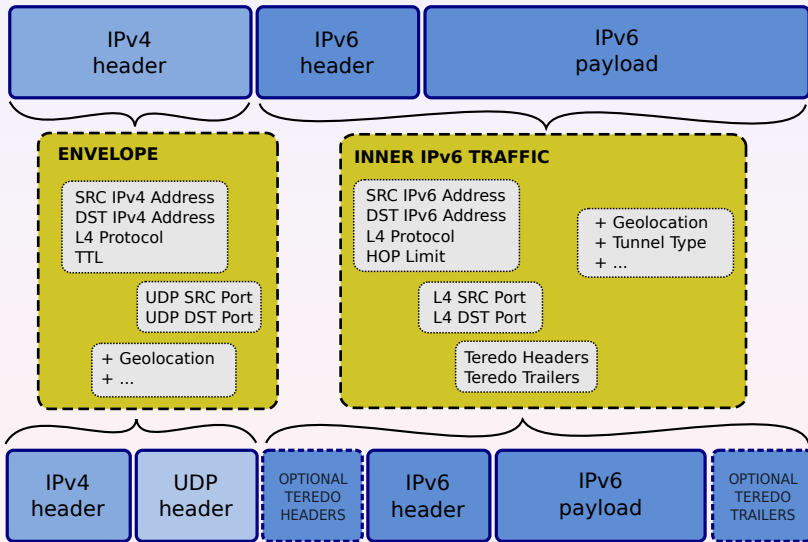 IPv4
header
IPv6
header
IPv6
payload
ENVELOPE
SRC IPv4 Address
DST IPv4 Address
L4 Protocol
TTL
UDP SRC Port
UDP DST Port
+ Geolocation
+ ...
INNER IPv6 TRAFFIC
SRC IPv6 Address
DST IPv6 Address
L4 Protocol
HOP Limit
+ Geolocation
+ Tunnel Type
+ ...
L4 SRC Port
L4 DST Port
Teredo Headers
Teredo Trailers
IPv4
header
UDP
header
OPTIONAL
TEREDO
HEADERS
IPv6
header
IPv6
payload
OPTIONAL
TEREDO
TRAILERS